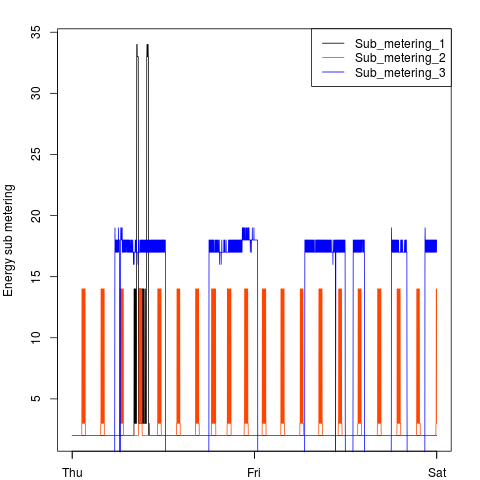 Sub_metering_1
Sub_metering_2
Sub_metering_3
Energy sub metering
35
30
25
20
15
10
5
Thu Fri Sat